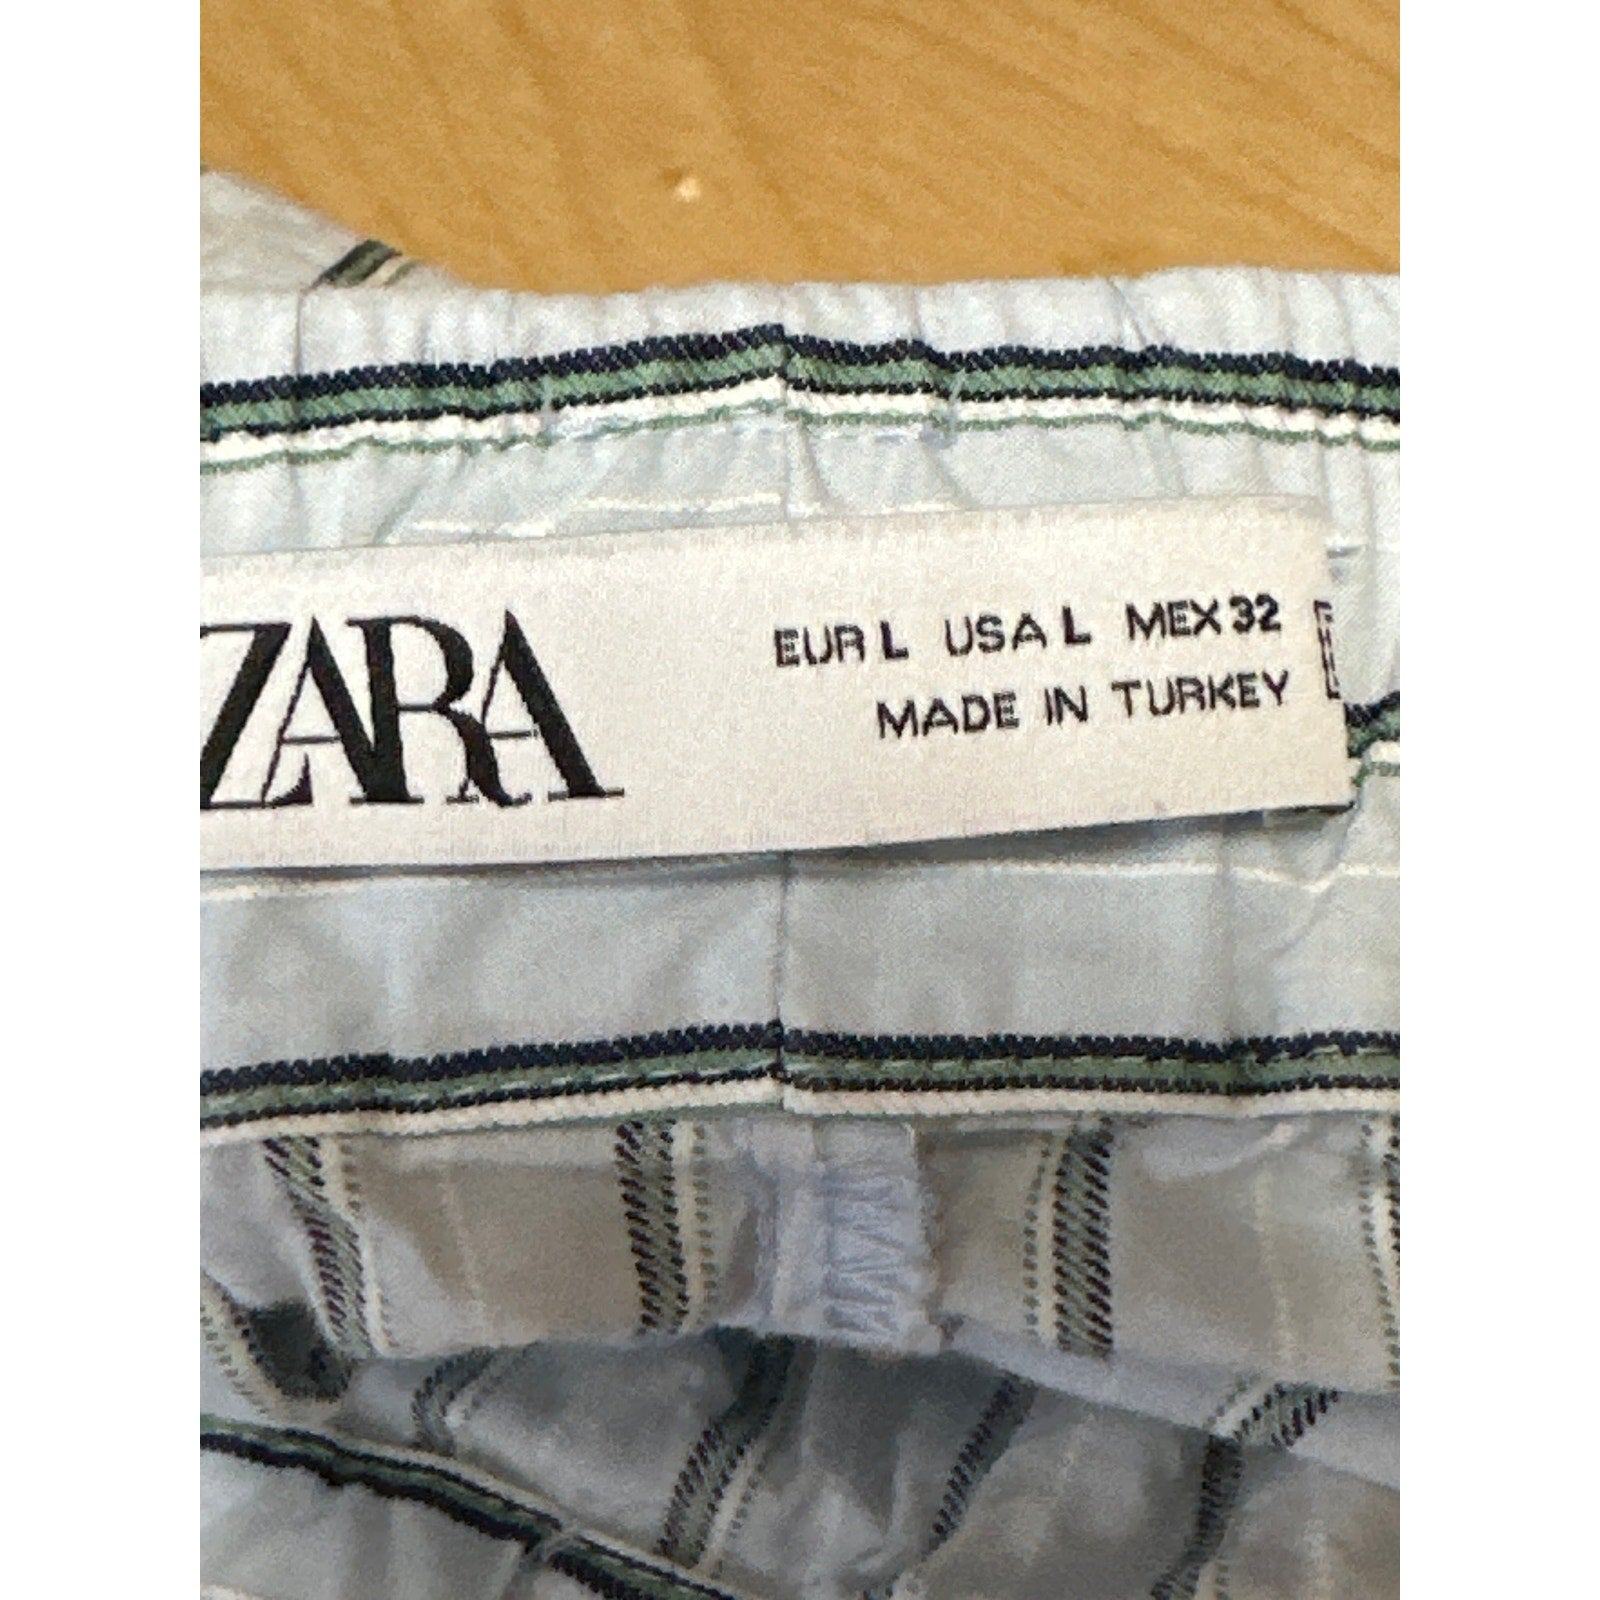 ZARA
EUR L USA L MEX 32
MADE IN TURKEY